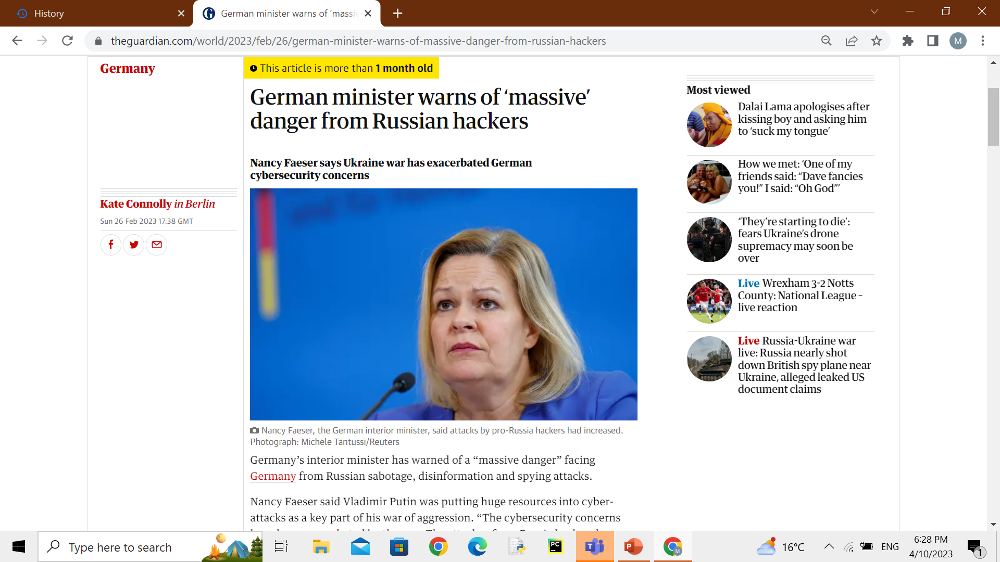 History
German minister warns of ‘massiv
theguardian.com/world/2023/feb/26/german-minister-warns-of-massive-danger-from-russian-hackers
M
Germany
This article is more than 1 month old
German minister warns of ‘massive’
danger from Russian hackers
Nancy Faeser says Ukraine war has exacerbated German
cybersecurity concerns
Kate Connolly in Berlin
Sun 26 Feb 2023 17.38 GMT
Nancy Faeser, the German interior minister, said attacks by pro-Russia hackers had increased.
Photograph: Michele Tantussi/Reuters
Germany’s interior minister has warned of a “massive danger” facing
Germany from Russian sabotage, disinformation and spying attacks.
Nancy Faeser said Vladimir Putin was putting huge resources into cyber-
attacks as a key part of his war of aggression. “The cybersecurity concerns
Most viewed
Dalai Lama apologises after
kissing boy and asking him
to ‘suck my tongue’
How we met: ‘One of my
friends said: “Dave fancies
you!” I said: “Oh God”’
‘They’re starting to die’:
fears Ukraine’s drone
supremacy may soon be
over
Live Wrexham 3-2 Notts
County: National League –
live reaction
Live Russia-Ukraine war
live: Russia nearly shot
down British spy plane near
Ukraine, alleged leaked US
document claims
Type here to search
PC
T
P
M
16°C
ENG
6:28 PM
4/10/2023
1